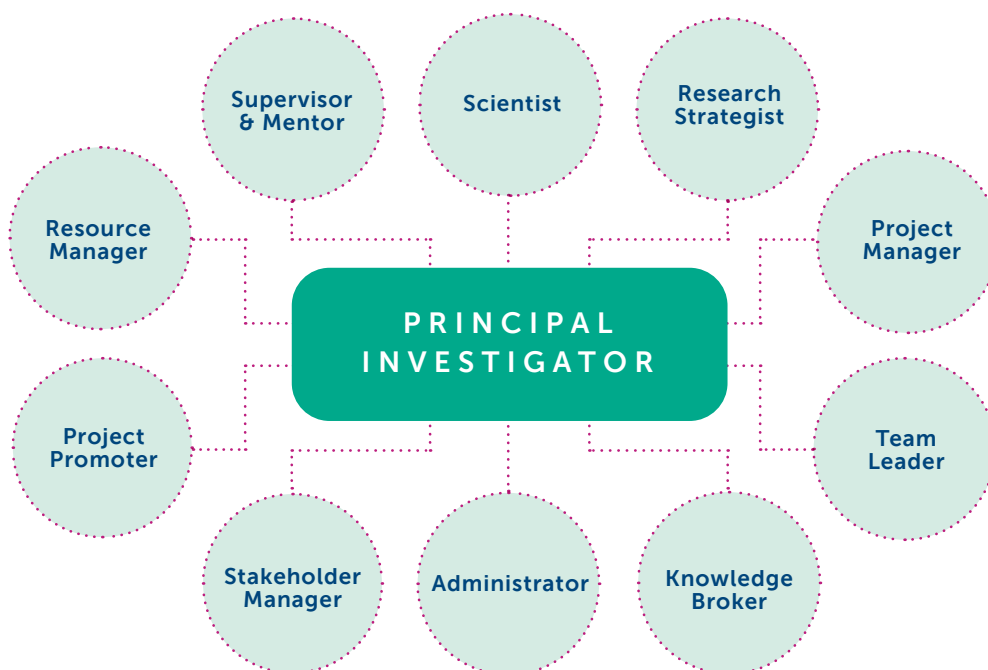 Supervisor
& Mentor
Scientist
Research
Strategist
Resource
Manager
Project
Manager
PRINCIPAL
INVESTIGATOR
Project
Promoter
Team
Leader
Stakeholder
Manager
Administrator
Knowledge
Broker